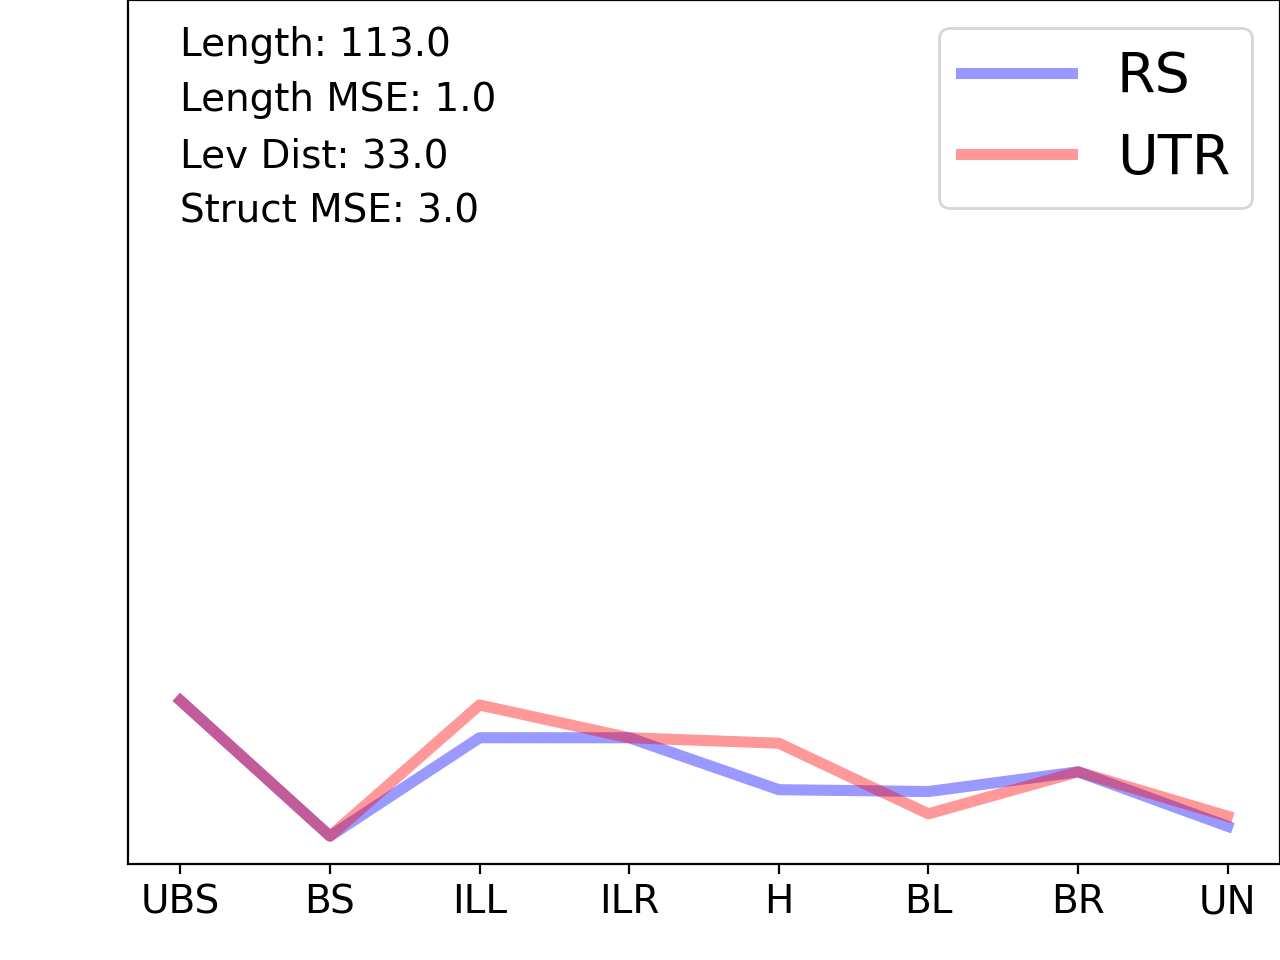 Length: 113.0
Length MSE: 1.0
Lev Dist: 33.0
Struct MSE: 3.0
RS
UTR
UBS BS ILL ILR H BL BR UN